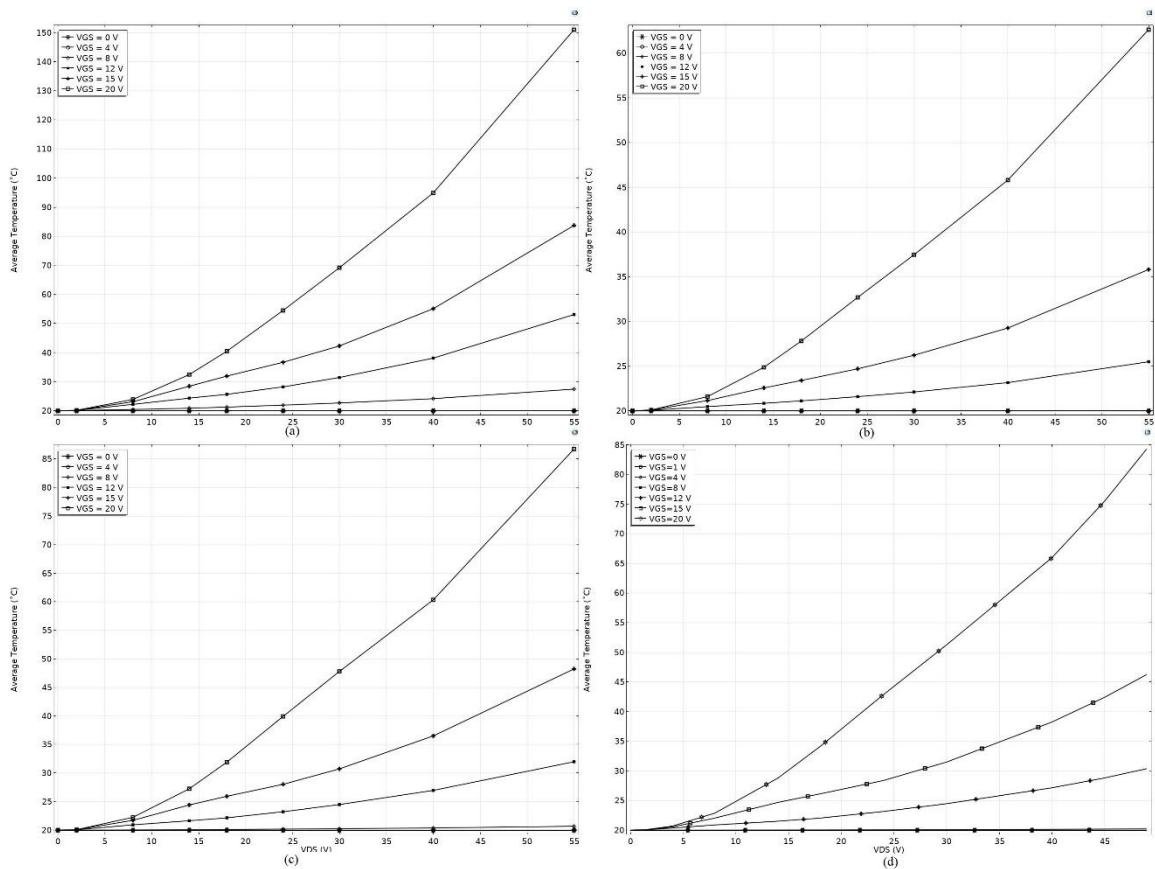 VGS = 0 V
VGS = 4 V
VGS = 8 V
VGS = 12 V
VGS = 15 V
VGS = 20 V
Average Temperature (˚C)
150
140
130
120
110
100
90
80
70
60
50
40
30
20
0 5 10 15 20 25 30 35 40 45 50 55
(a)
VGS = 0 V
VGS = 4 V
VGS = 8 V
VGS = 12 V
VGS = 15 V
VGS = 20 V
Average Temperature (˚C)
60
55
50
45
40
35
30
25
20
0 5 10 15 20 25 30 35 40 45 50 55
(b)
VGS = 0 V
VGS = 4 V
VGS = 8 V
VGS = 12 V
VGS = 15 V
VGS = 20 V
Average Temperature (˚C)
85
80
75
70
65
60
55
50
45
40
35
30
25
20
0 5 10 15 20 25 30 35 40 45 50 55
VDS (V)
(c)
VGS=0 V
VGS=1 V
VGS=4 V
VGS=8 V
VGS=12 V
VGS=15 V
VGS=20 V
Average Temperature (˚C)
85
80
75
70
65
60
55
50
45
40
35
30
25
20
0 5 10 15 20 25 30 35 40 45
VDS (V)
(d)